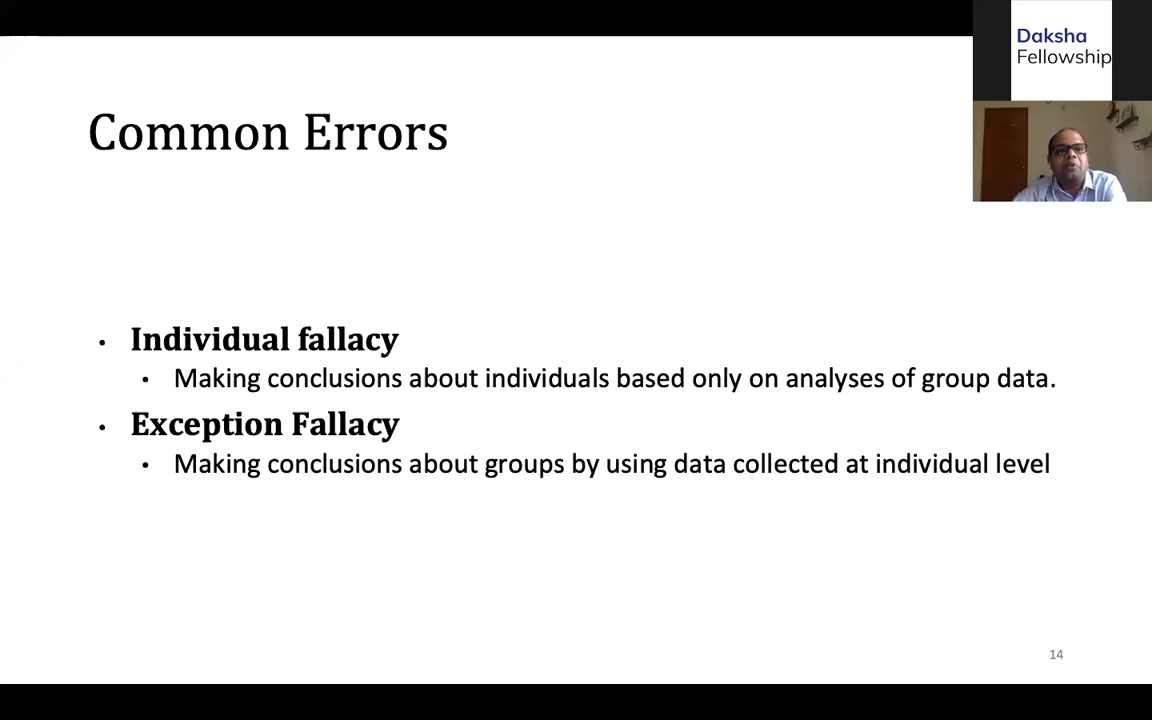 Daksha
Fellowship
Common Errors
• Individual fallacy
• Making conclusions about individuals based only on analyses of group data.
• Exception Fallacy
• Making conclusions about groups by using data collected at individual level
14